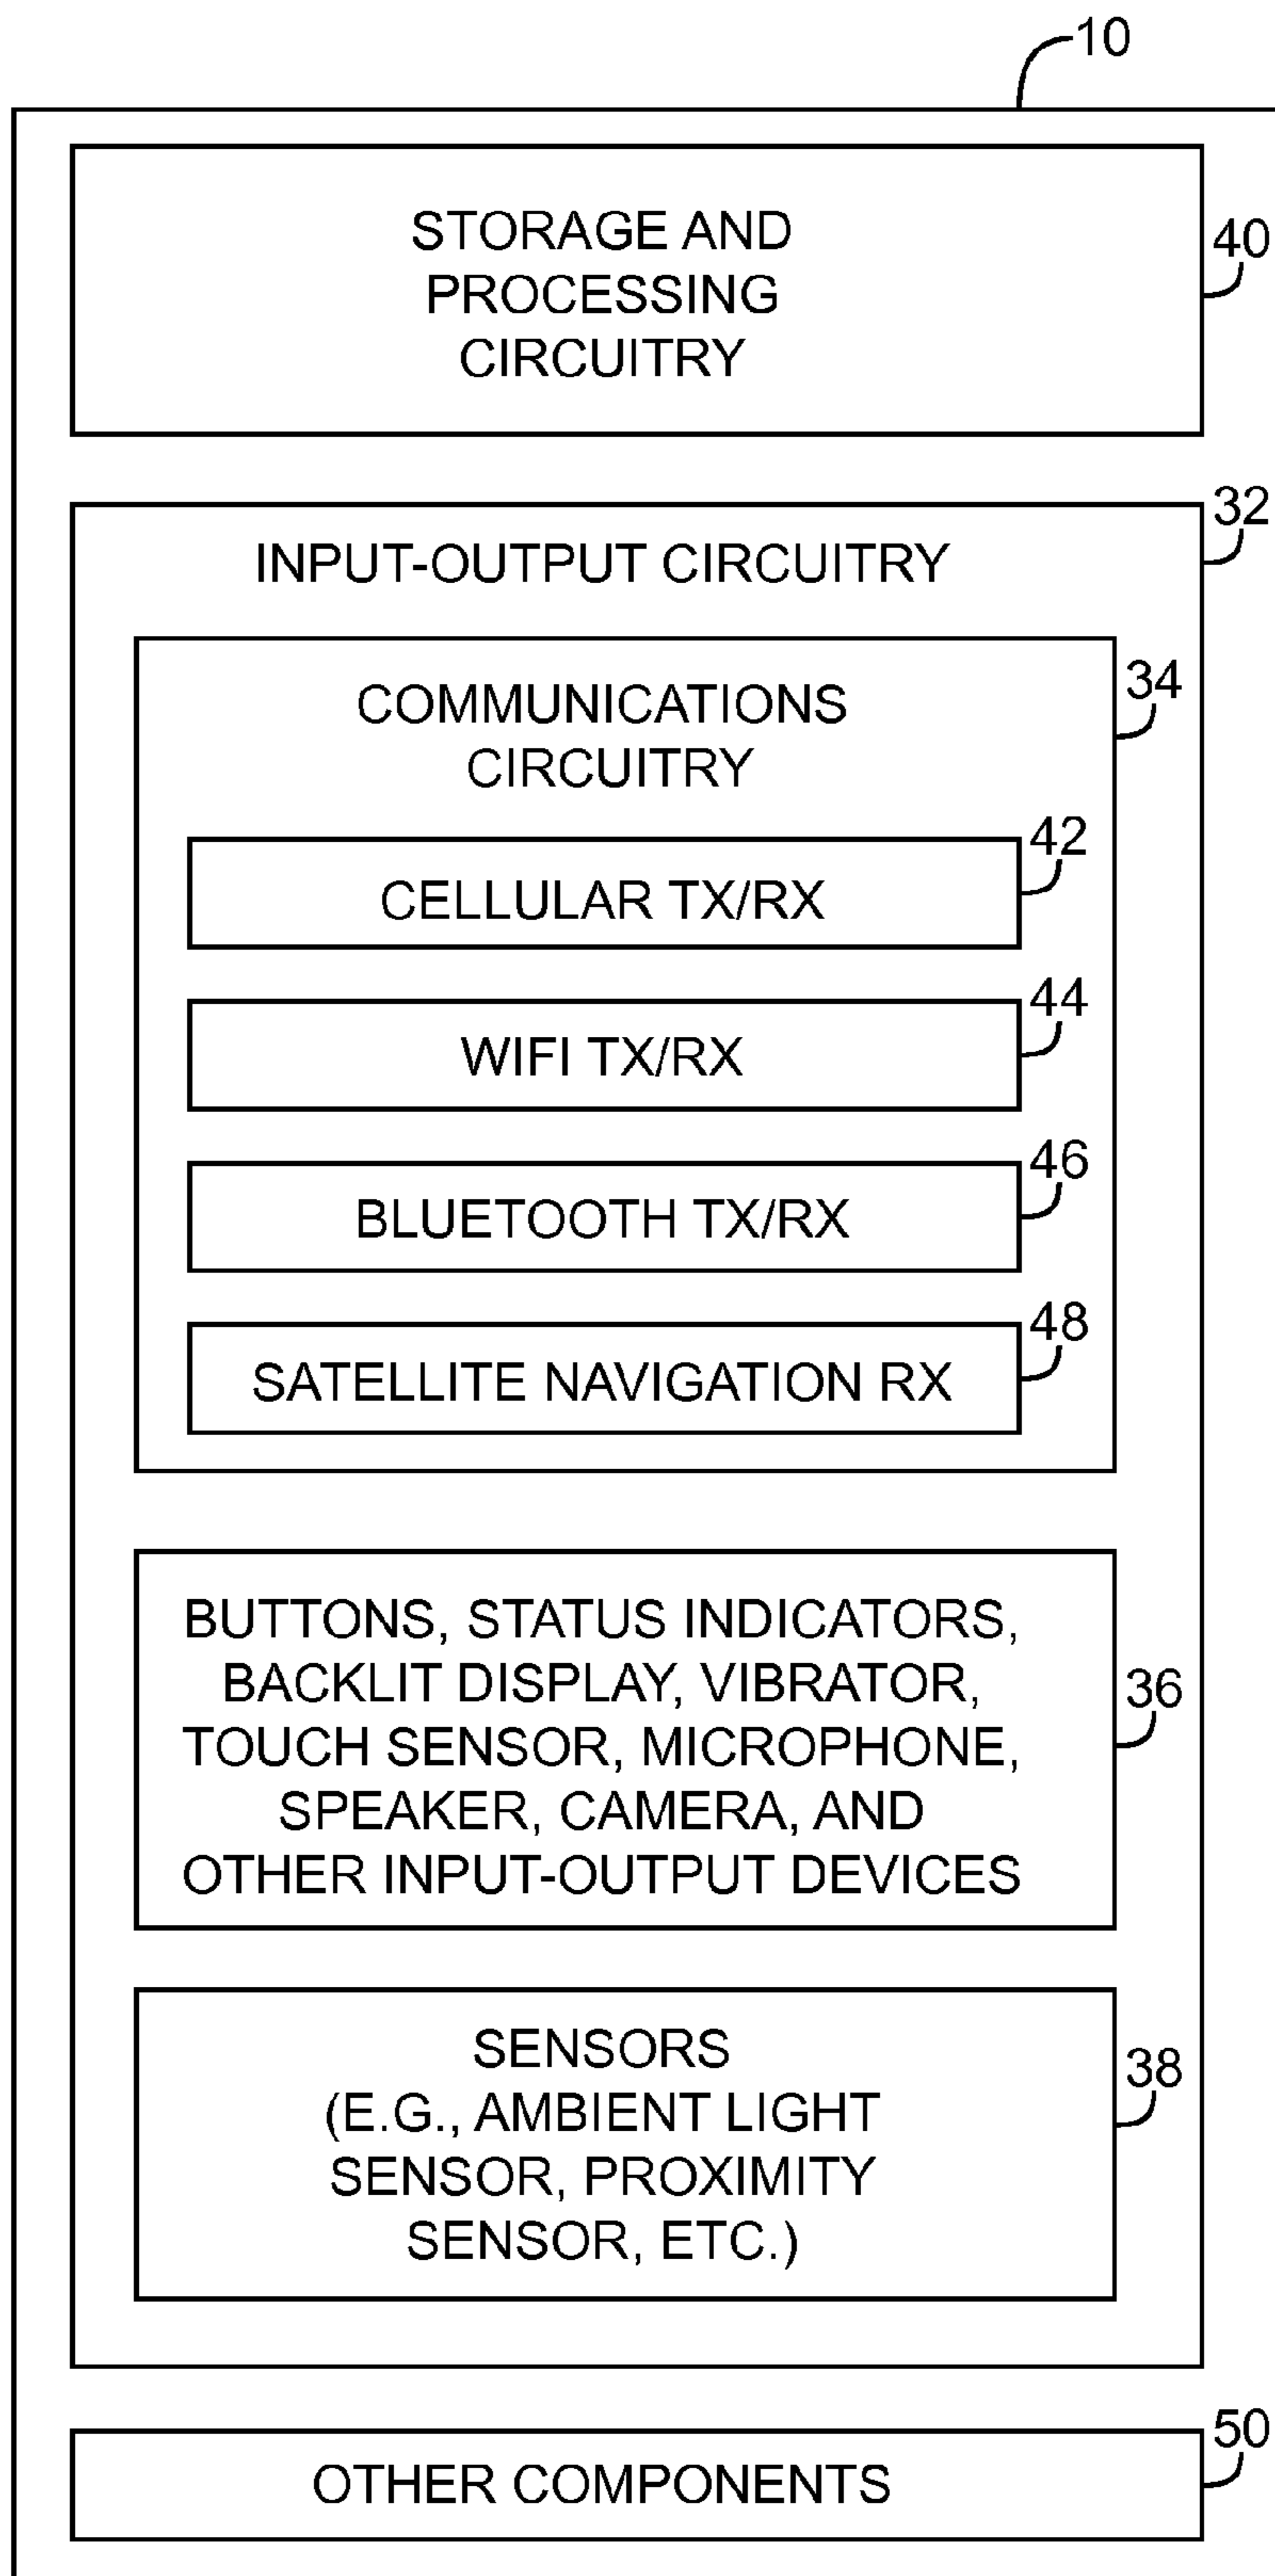 10
STORAGE AND
PROCESSING
CIRCUITRY
40
32
INPUT-OUTPUT CIRCUITRY
34
COMMUNICATIONS
CIRCUITRY
42
CELLULAR TX/RX
44
WIFI TX/RX
46
BLUETOOTH TX/RX
48
SATELLITE NAVIGATION RX
BUTTONS, STATUS INDICATORS,
BACKLIT DISPLAY, VIBRATOR,
TOUCH SENSOR, MICROPHONE,
SPEAKER, CAMERA, AND
OTHER INPUT-OUTPUT DEVICES
36
SENSORS
(E.G., AMBIENT LIGHT
SENSOR, PROXIMITY
SENSOR, ETC.)
38
50
OTHER COMPONENTS